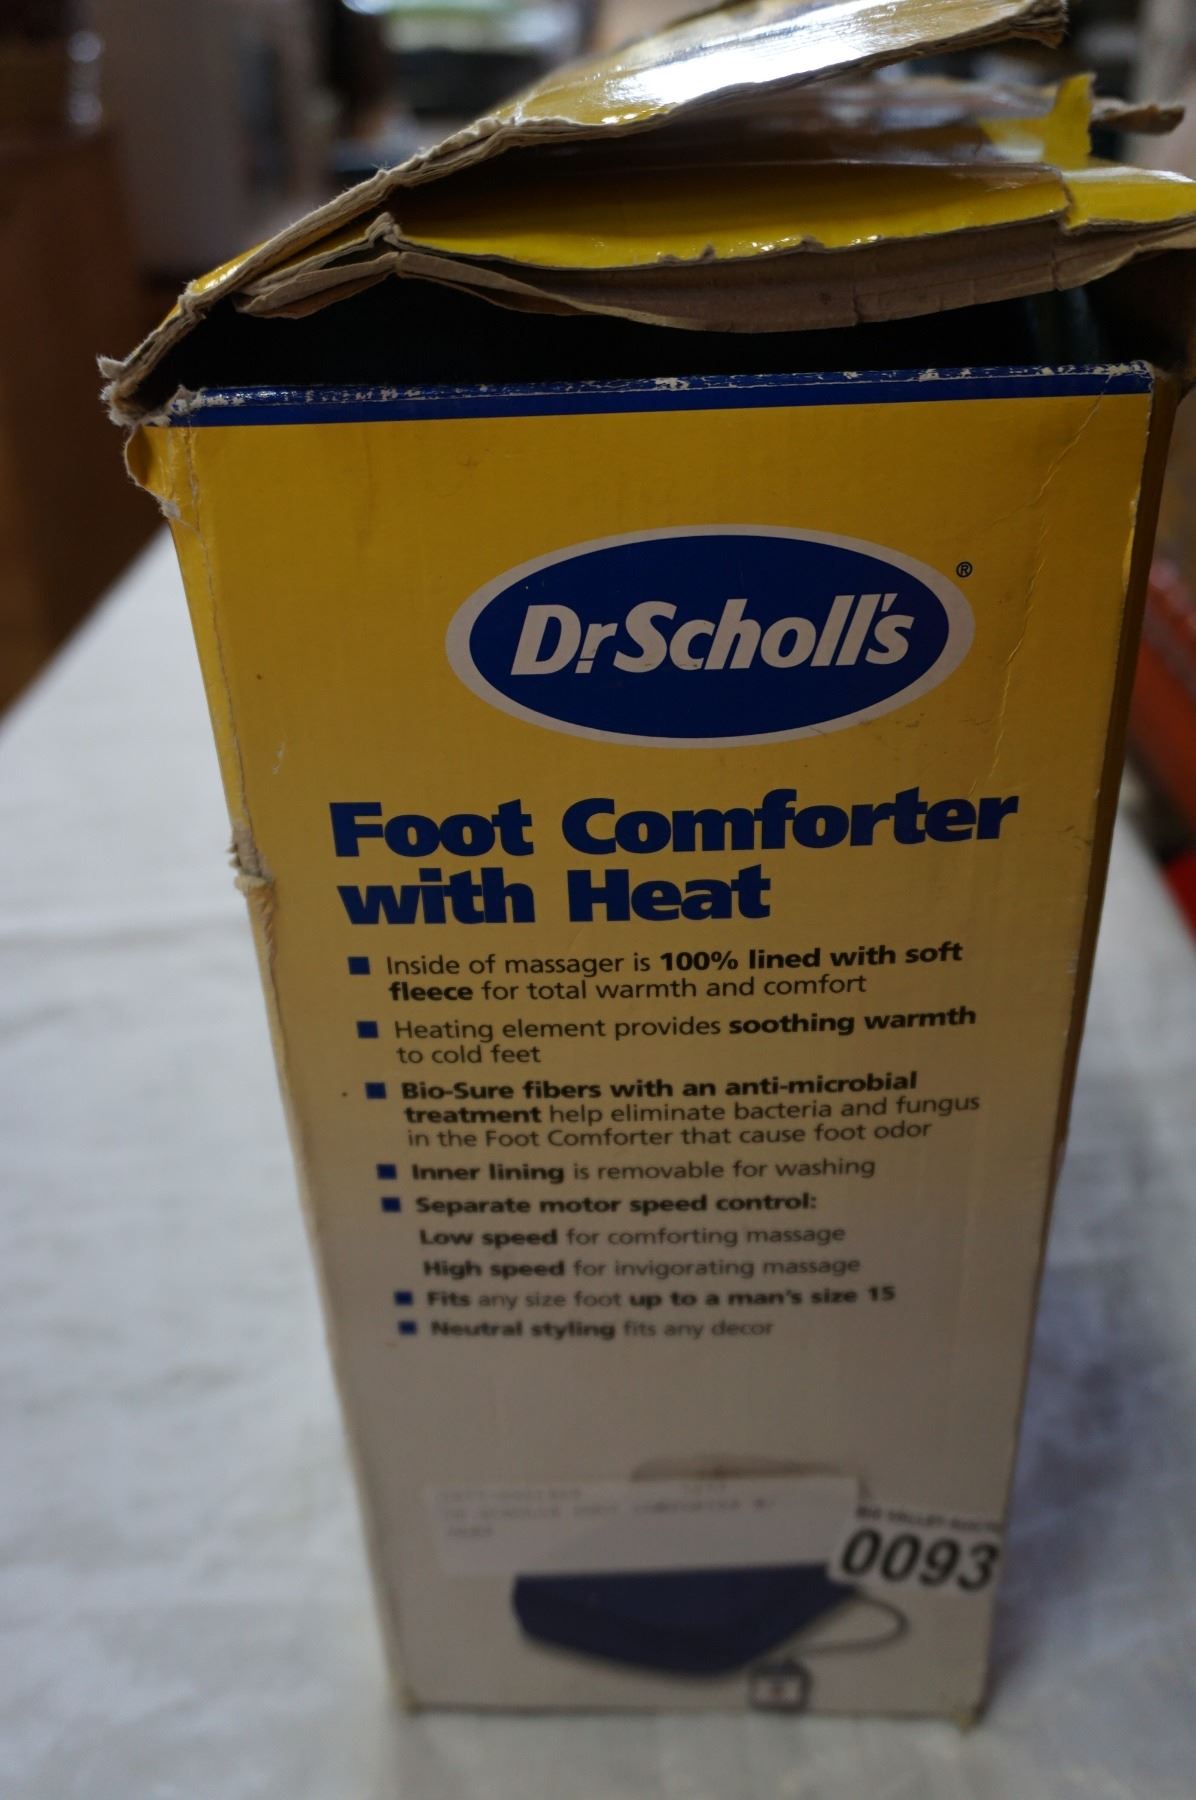 Dr. Scholl's ®
Foot Comforter
with Heat
Inside of massager is 100% lined with soft
fleece for total warmth and comfort
Heating element provides soothing warmth
to cold feet
Bio-Sure fibers with an anti-microbial
treatment help eliminate bacteria and fungus
in the Foot Comforter that cause foot odor
Inner lining is removable for washing
Separate motor speed control:
Low speed for comforting massage
High speed for invigorating massage
Fits any size foot up to a man's size 15
Neutral styling fits any decor
0093